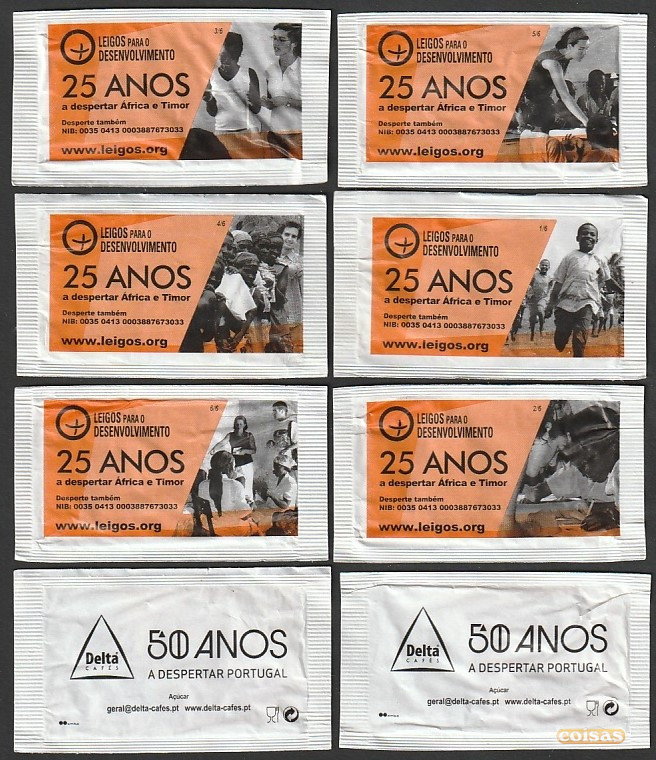 3/6
LEIGOS PARA O
DESENVOLVIMENTO
25 ANOS
a despertar África e Timor
Desperte também
NIB: 0035 0413 0003887673033
www.leigos.org
5/6
LEIGOS PARA O
DESENVOLVIMENTO
25 ANOS
a despertar África e Timor
Desperte também
NIB: 0035 0413 0003887673033
www.leigos.org
4/6
LEIGOS PARA O
DESENVOLVIMENTO
25 ANOS
a despertar África e Timor
Desperte também
NIB: 0035 0413 0003887673033
www.leigos.org
1/6
LEIGOS PARA O
DESENVOLVIMENTO
25 ANOS
a despertar África e Timor
Desperte também
NIB: 0035 0413 0003887673033
www.leigos.org
6/6
LEIGOS PARA O
DESENVOLVIMENTO
25 ANOS
a despertar África e Timor
Desperte também
NIB: 0035 0413 0003887673033
www.leigos.org
2/6
LEIGOS PARA O
DESENVOLVIMENTO
25 ANOS
a despertar África e Timor
Desperte também
NIB: 0035 0413 0003887673033
www.leigos.org
Delta
CAFÉS
50 ANOS
A DESPERTAR PORTUGAL
Açúcar
geral@delta-cafes.pt www.delta-cafes.pt
Delta
CAFÉS
50 ANOS
A DESPERTAR PORTUGAL
Açúcar
geral@delta-cafes.pt www.delta-cafes.pt
coisas